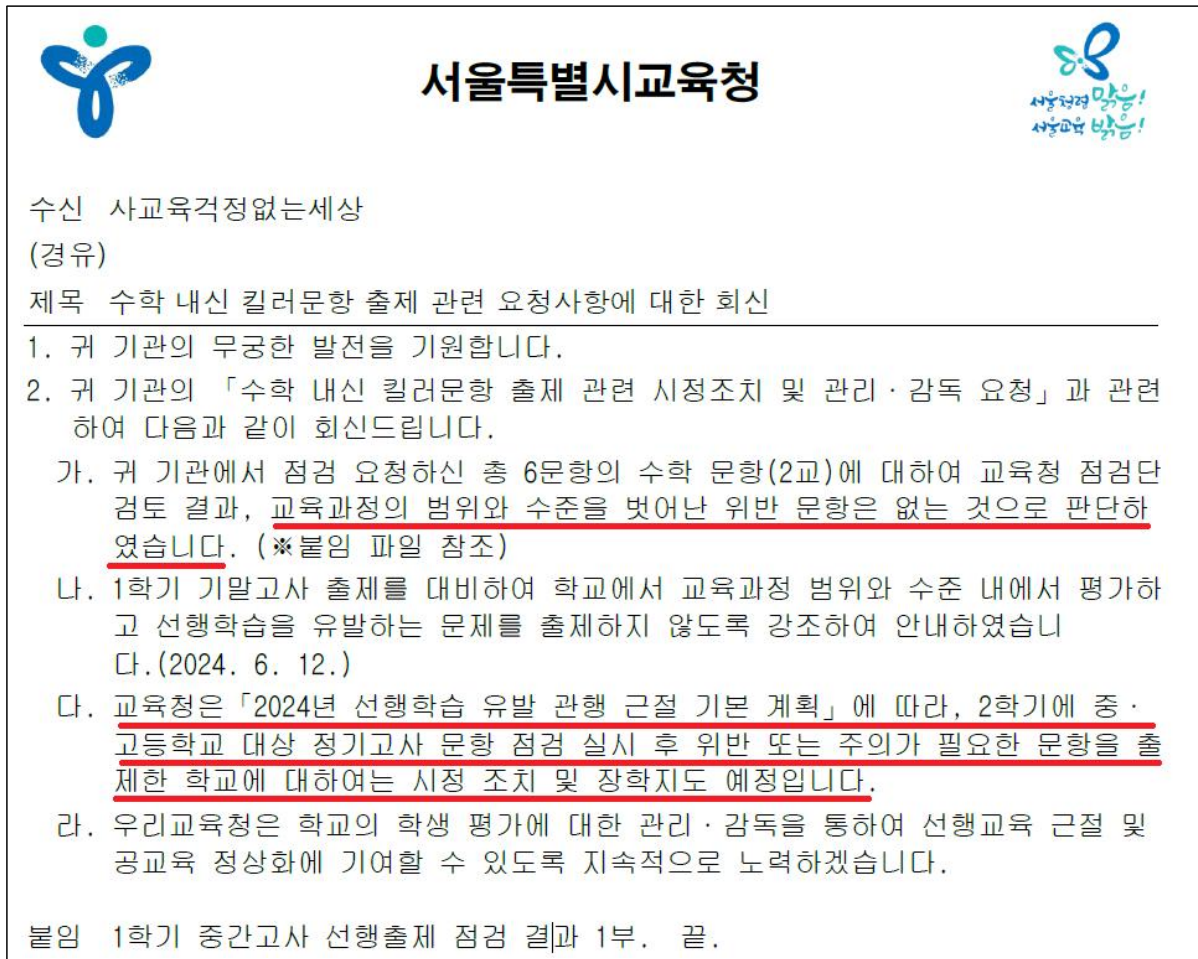 서울특별시교육청
서울청렴 맑음!
서울교육 밝음!
수신 사교육걱정없는세상
(경유)
제목 수학 내신 킬러문항 출제 관련 요청사항에 대한 회신
1. 귀 기관의 무궁한 발전을 기원합니다.
2. 귀 기관의 「수학 내신 킬러문항 출제 관련 시정조치 및 관리·감독 요청」과 관련
하여 다음과 같이 회신드립니다.
가. 귀 기관에서 점검 요청하신 총 6문항의 수학 문항(2교)에 대하여 교육청 점검단
검토 결과, 교육과정의 범위와 수준을 벗어난 위반 문항은 없는 것으로 판단하
였습니다. (※붙임 파일 참조)
나. 1학기 기말고사 출제를 대비하여 학교에서 교육과정 범위와 수준 내에서 평가하
고 선행학습을 유발하는 문제를 출제하지 않도록 강조하여 안내하였습니
다.(2024. 6. 12.)
다. 교육청은「2024년 선행학습 유발 관행 근절 기본 계획」에 따라, 2학기에 중·
고등학교 대상 정기고사 문항 점검 실시 후 위반 또는 주의가 필요한 문항을 출
제한 학교에 대하여는 시정 조치 및 장학지도 예정입니다.
라. 우리교육청은 학교의 학생 평가에 대한 관리·감독을 통하여 선행교육 근절 및
공교육 정상화에 기여할 수 있도록 지속적으로 노력하겠습니다.
붙임 1학기 중간고사 선행출제 점검 결과 1부. 끝.